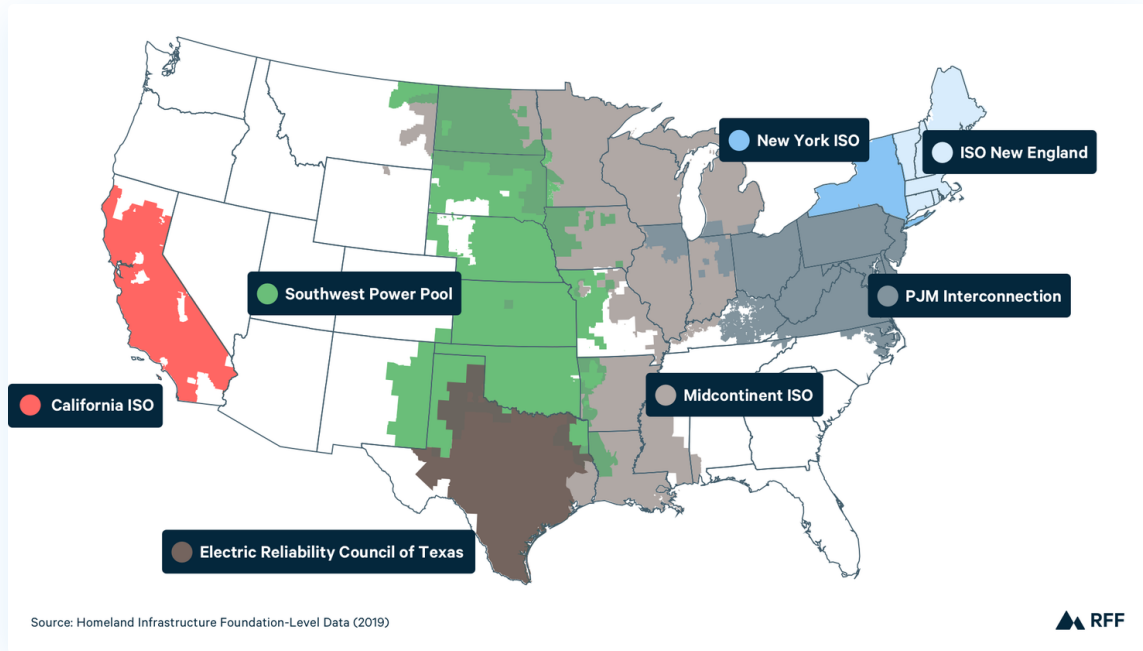 New York ISO
ISO New England
Southwest Power Pool
PJM Interconnection
Midcontinent ISO
California ISO
Electric Reliability Council of Texas
Source: Homeland Infrastructure Foundation-Level Data (2019)
RFF